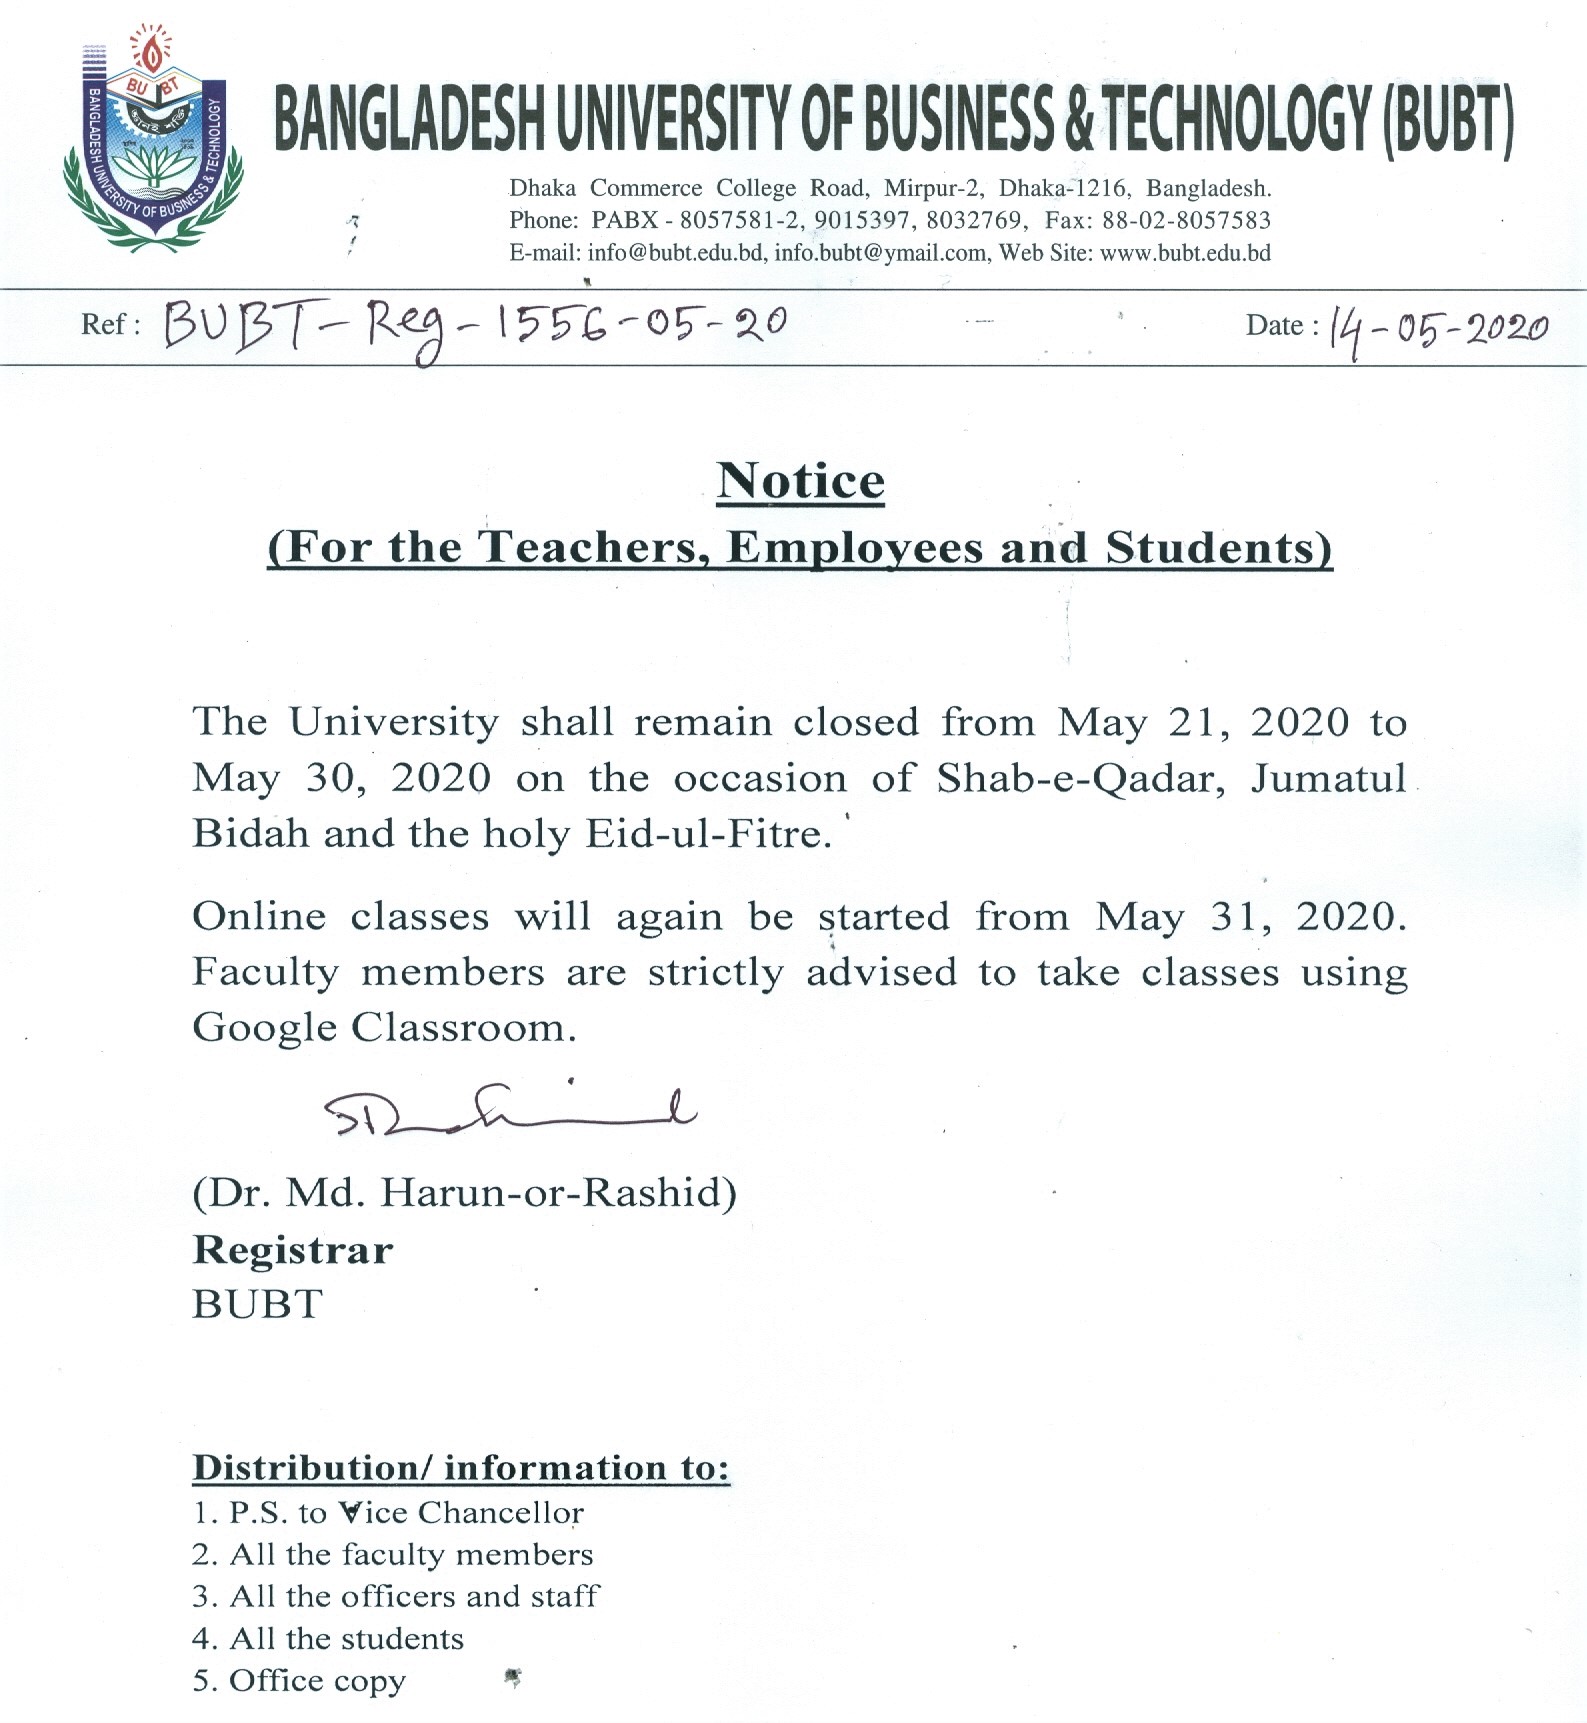 BU BT
জ্ঞানই শক্তি
BANGLADESH UNIVERSITY OF BUSINESS & TECHNOLOGY
BANGLADESH UNIVERSITY OF BUSINESS & TECHNOLOGY (BUBT)
Dhaka Commerce College Road, Mirpur-2, Dhaka-1216, Bangladesh.
Phone: PABX - 8057581-2, 9015397, 8032769, Fax: 88-02-8057583
E-mail: info@bubt.edu.bd, info.bubt@ymail.com, Web Site: www.bubt.edu.bd
Ref : BUBT-Reg-1556-05-20 Date : 14-05-2020
Notice
(For the Teachers, Employees and Students)
The University shall remain closed from May 21, 2020 to
May 30, 2020 on the occasion of Shab-e-Qadar, Jumatul
Bidah and the holy Eid-ul-Fitre.
Online classes will again be started from May 31, 2020.
Faculty members are strictly advised to take classes using
Google Classroom.
(Dr. Md. Harun-or-Rashid)
Registrar
BUBT
Distribution/ information to:
1. P.S. to Vice Chancellor
2. All the faculty members
3. All the officers and staff
4. All the students
5. Office copy